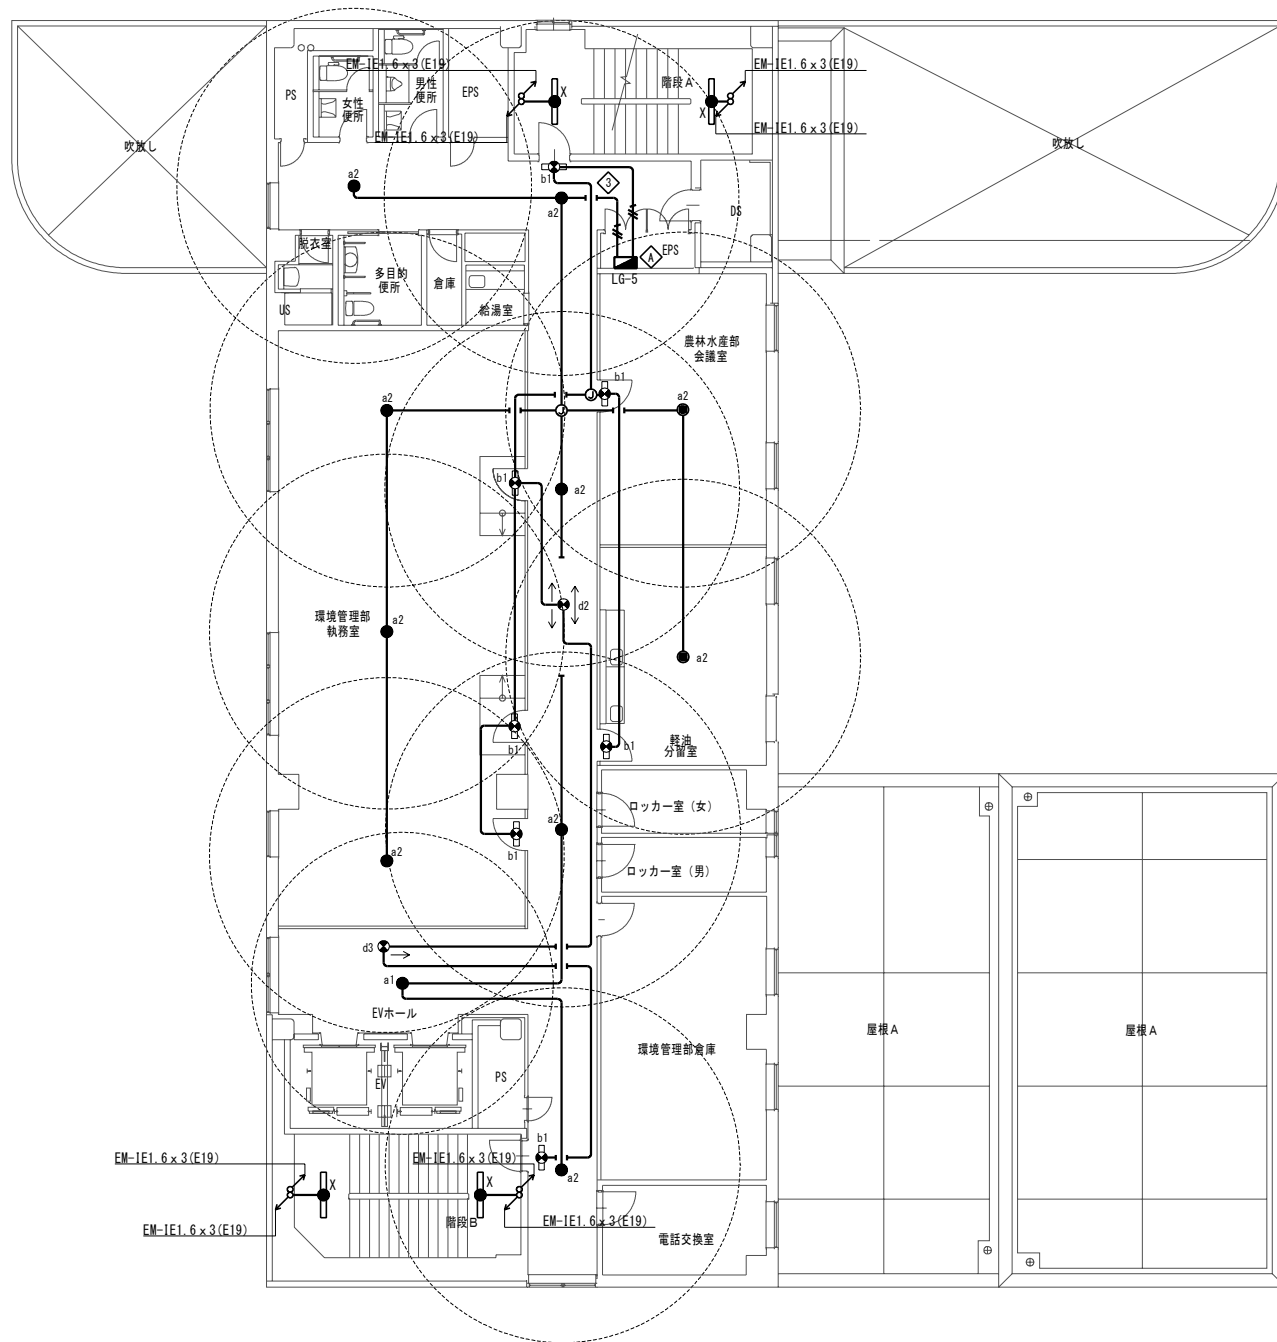 EM-IE1.6×3(E19)
X
階段A
X
EM-IE1.6×3(E19)
男性
便所
女性
便所
PS
EPS
EM-IE1.6×3(E19)
EM-IE1.6×3(E19)
吹放し
吹放し
a2
b1
3
a2
DS
脱衣室
多目的
便所
倉庫
給湯室
US
A
EPS
LG-5
農林水産部
会議室
b1
a2
a2
b1
a2
環境管理部
執務室
a2
d2
a2
b1
b1
軽油
分留室
ロッカー室（女）
a2
b1
a2
ロッカー室（男）
d3
a1
EVホール
環境管理部倉庫
屋根A
屋根A
EV
PS
b1
EM-IE1.6×3(E19)
EM-IE1.6×3(E19)
a2
X
X
階段B
EM-IE1.6×3(E19)
EM-IE1.6×3(E19)
電話交換室